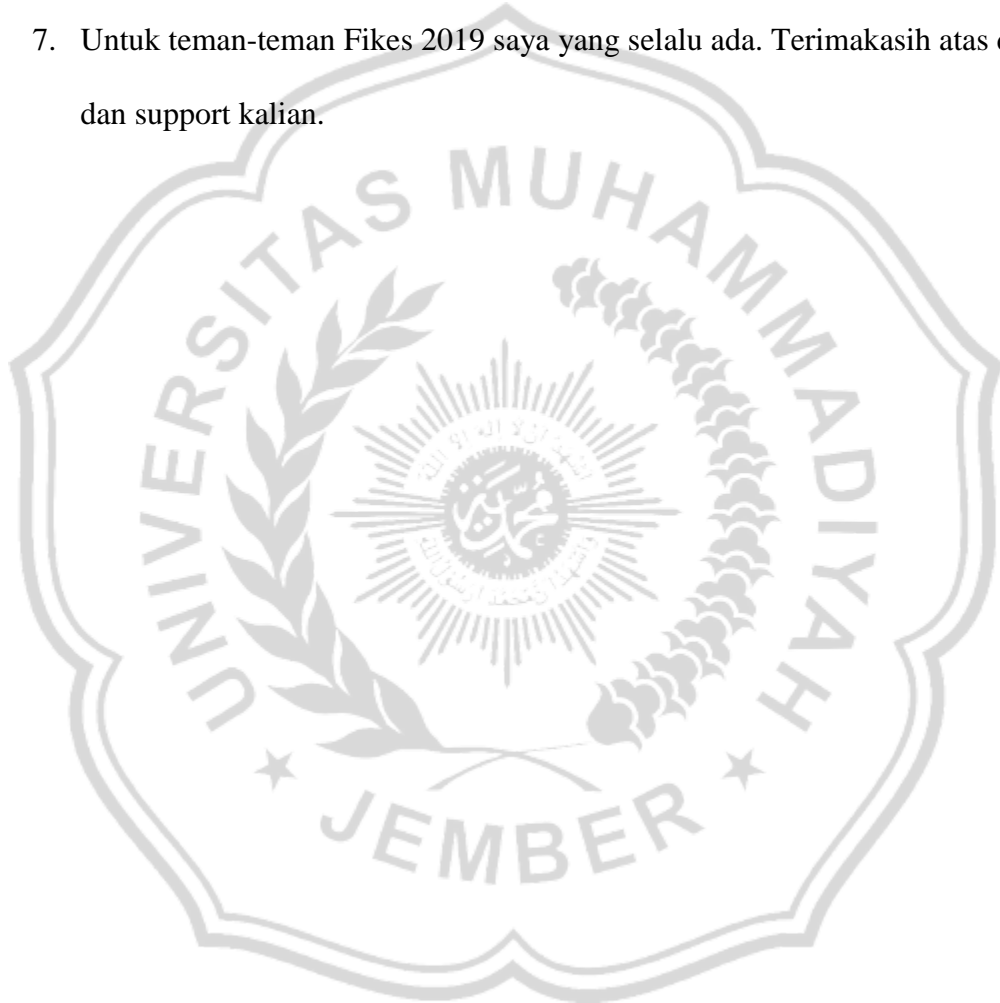 7. Untuk teman-teman Fikes 2019 saya yang selalu ada. Terimakasih atas
dan support kalian.
UNIVERSITAS MUHAMMADIYAH
JEMBER